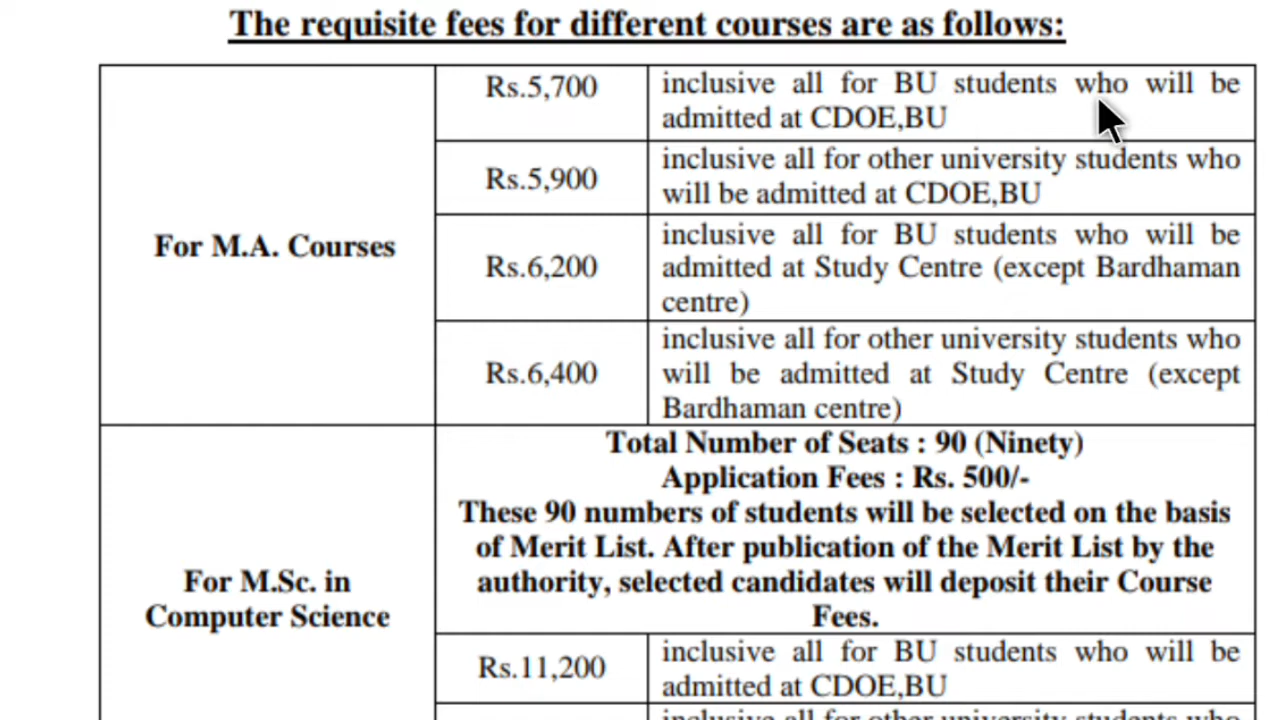 The requisite fees for different courses are as follows:
For M.A. Courses
Rs.5,700
inclusive all for BU students who will be
admitted at CDOE,BU
Rs.5,900
inclusive all for other university students who
will be admitted at CDOE,BU
Rs.6,200
inclusive all for BU students who will be
admitted at Study Centre (except Bardhaman
centre)
Rs.6,400
inclusive all for other university students who
will be admitted at Study Centre (except
Bardhaman centre)
For M.Sc. in
Computer Science
Total Number of Seats : 90 (Ninety)
Application Fees : Rs. 500/-
These 90 numbers of students will be selected on the basis
of Merit List. After publication of the Merit List by the
authority, selected candidates will deposit their Course
Fees.
Rs.11,200
inclusive all for BU students who will be
admitted at CDOE,BU
inclusive all for other university students who